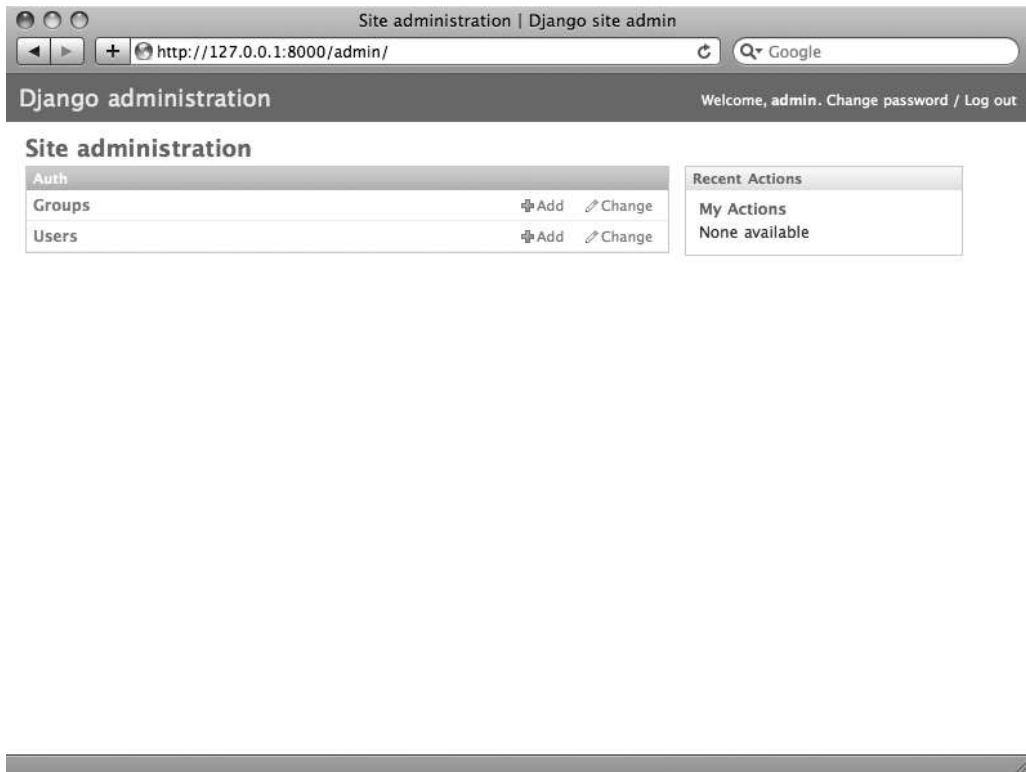 Site administration | Django site admin
+ http://127.0.0.1:8000/admin/ Google
Django administration Welcome, admin. Change password / Log out
Site administration
Auth
Groups Add Change
Users Add Change
Recent Actions
My Actions
None available